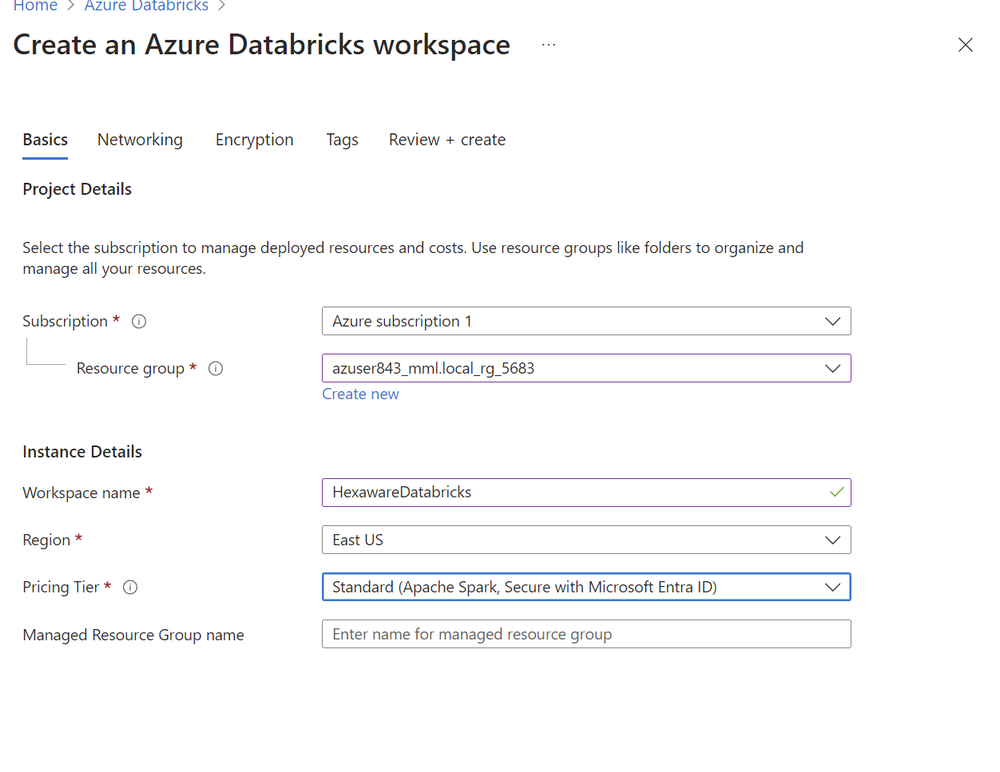 Home > Azure Databricks >
Create an Azure Databricks workspace ...
Basics Networking Encryption Tags Review + create
Project Details
Select the subscription to manage deployed resources and costs. Use resource groups like folders to organize and
manage all your resources.
Subscription * Azure subscription 1
Resource group * azuser843_mml.local_rg_5683
Create new
Instance Details
Workspace name * HexawareDatabricks
Region * East US
Pricing Tier * Standard (Apache Spark, Secure with Microsoft Entra ID)
Managed Resource Group name Enter name for managed resource group